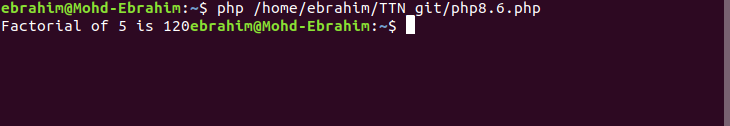 ebrahim@Mohd-Ebrahim:~$ php /home/ebrahim/TTN_git/php8.6.php
Factorial of 5 is 120ebrahim@Mohd-Ebrahim:~$